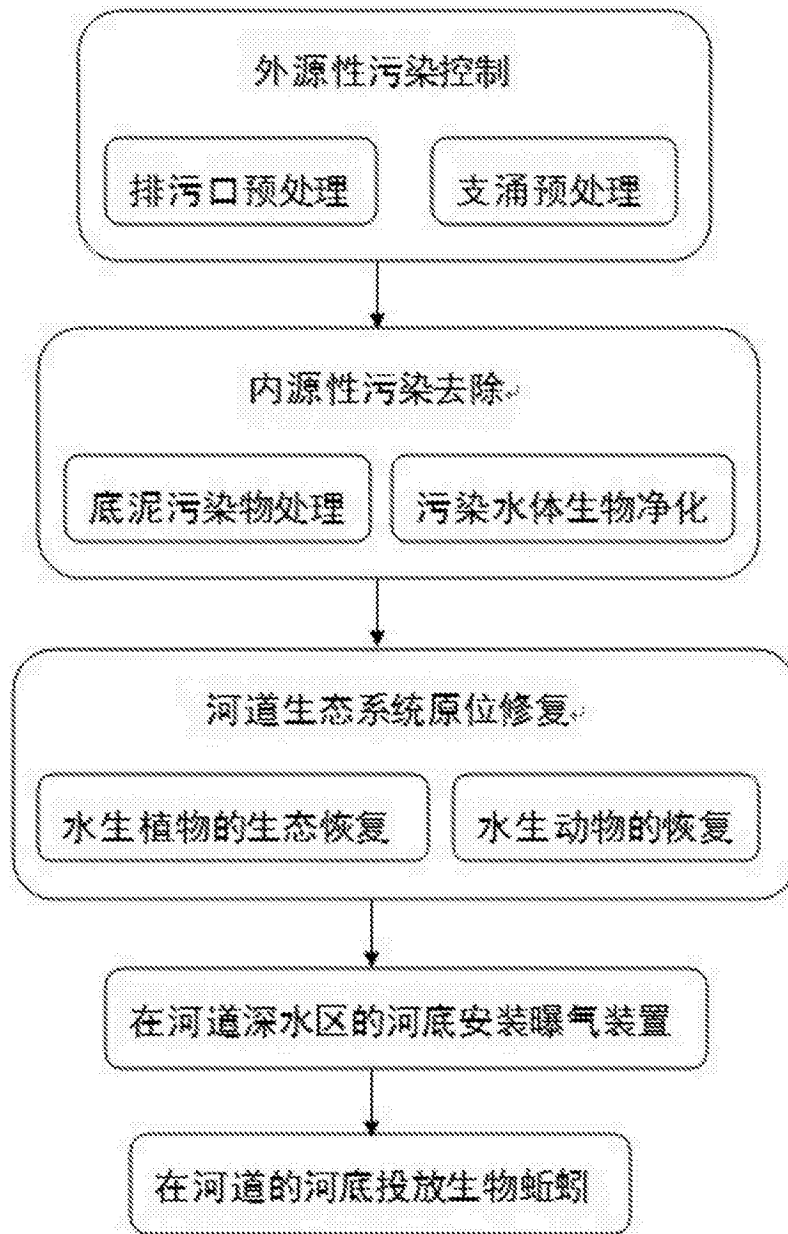 外源性污染控制
排污口预处理 支涌预处理
内源性污染去除
底泥污染物处理 污染水体生物净化
河道生态系统原位修复
水生植物的生态恢复 水生动物的恢复
在河道深水区的河底安装曝气装置
在河道的河底投放生物蚯蚓